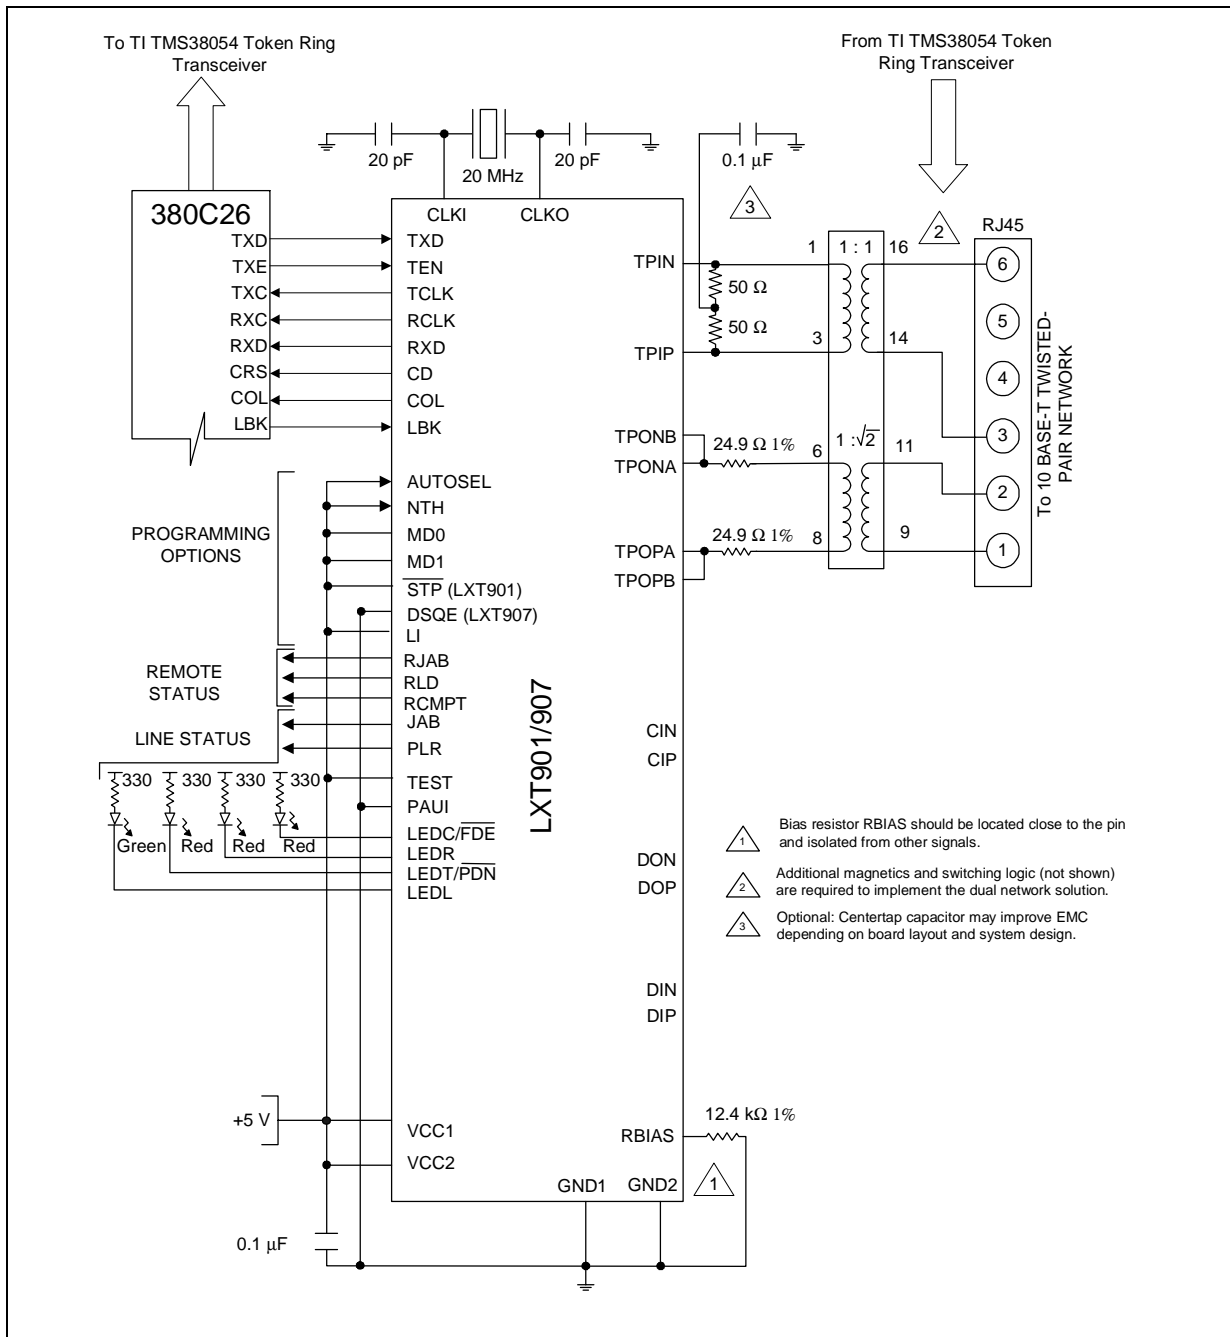 To TI TMS38054 Token Ring
Transceiver
From TI TMS38054 Token
Ring Transceiver
20 pF
20 MHz
20 pF
0.1 µF
3
2
380C26
TXD
TXE
TXC
RXC
RXD
CRS
COL
LBK
CLKI
CLKO
TXD
TEN
TCLK
RCLK
RXD
CD
COL
LBK
AUTOSEL
NTH
MD0
MD1
STP (LXT901)
DSQE (LXT907)
LI
RJAB
RLD
RCMPT
JAB
PLR
TEST
PAUI
LEDC/FDE
LEDR
LEDT/PDN
LEDL
VCC1
VCC2
PROGRAMMING
OPTIONS
REMOTE
STATUS
LINE STATUS
330
330
330
330
Green
Red
Red
Red
+5 V
0.1 µF
LXT901/907
TPIN
TPIP
TPONB
TPONA
TPOPA
TPOPB
CIN
CIP
DON
DOP
DIN
DIP
RBIAS
GND1
GND2
50 Ω
50 Ω
24.9 Ω 1%
24.9 Ω 1%
12.4 kΩ 1%
1
1
1 : 1
16
3
14
6
1 :√2
11
8
9
RJ45
6
5
4
3
2
1
To 10 BASE-T TWISTED-
PAIR NETWORK
1
Bias resistor RBIAS should be located close to the pin
and isolated from other signals.
2
Additional magnetics and switching logic (not shown)
are required to implement the dual network solution.
3
Optional: Centertap capacitor may improve EMC
depending on board layout and system design.